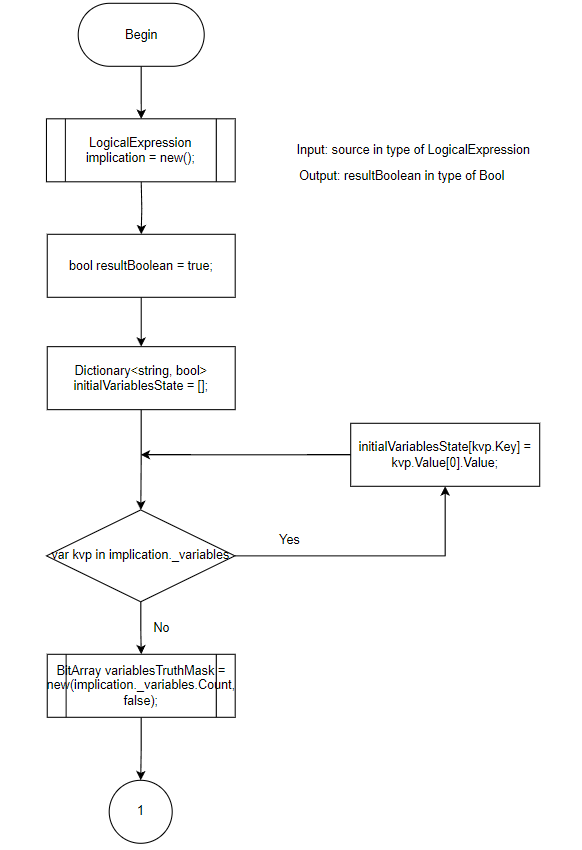 Begin
LogicalExpression
implication = new();
Input: source in type of LogicalExpression
Output: resultBoolean in type of Bool
bool resultBoolean = true;
Dictionary<string, bool>
initialVariablesState = [];
initialVariablesState[kvp.Key] =
kvp.Value[0].Value;
var kvp in implication._variables
Yes
No
BitArray variablesTruthMask =
new(implication._variables.Count,
false);
1